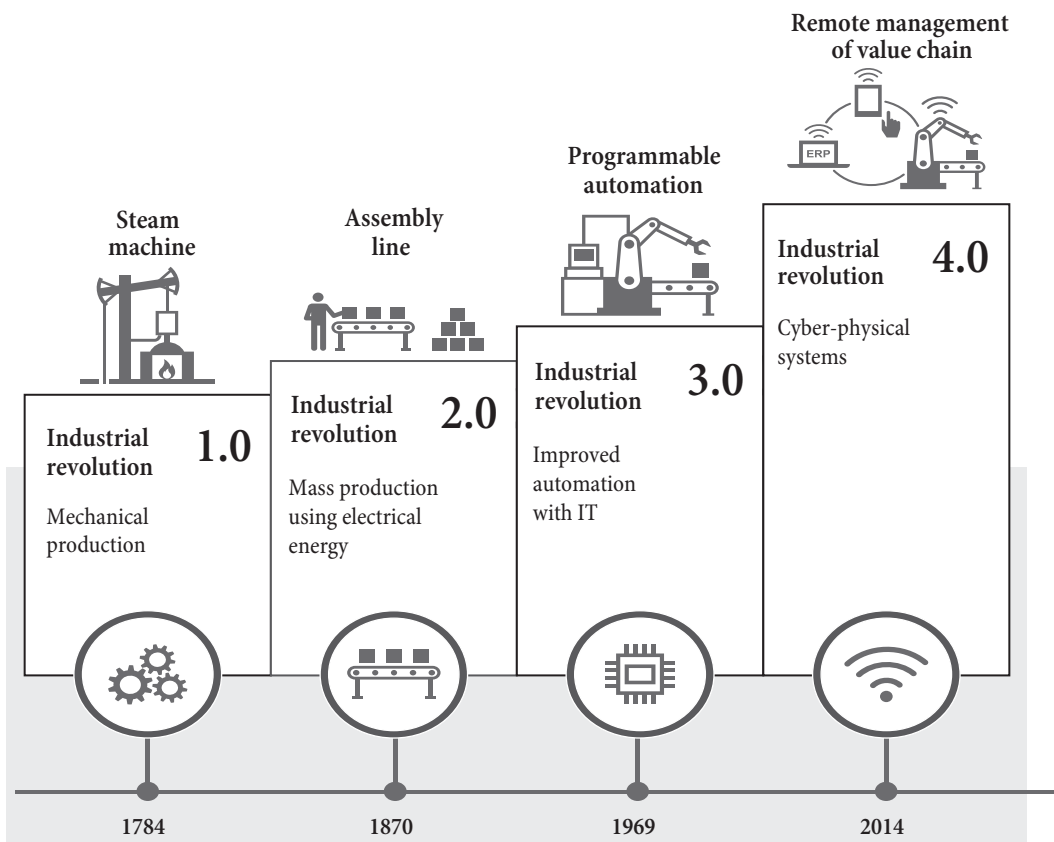 Steam
machine
Industrial
revolution
1.0
Mechanical
production
1784
Assembly
line
Industrial
revolution
2.0
Mass production
using electrical
energy
1870
Programmable
automation
Industrial
revolution
3.0
Improved
automation
with IT
1969
Remote management
of value chain
ERP
Industrial
revolution
4.0
Cyber-physical
systems
2014